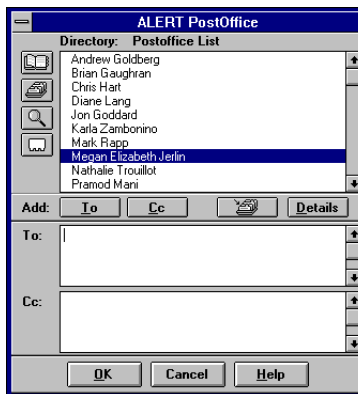 ALERT PostOffice
Directory: Postoffice List
Andrew Goldberg
Brian Gaughran
Chris Hart
Diane Lang
Jon Goddard
Karla Zambonino
Mark Rapp
Megan Elizabeth Jerlin
Nathalie Trouillot
Pramod Mani
Add: To Cc Details
To:
Cc:
OK Cancel Help